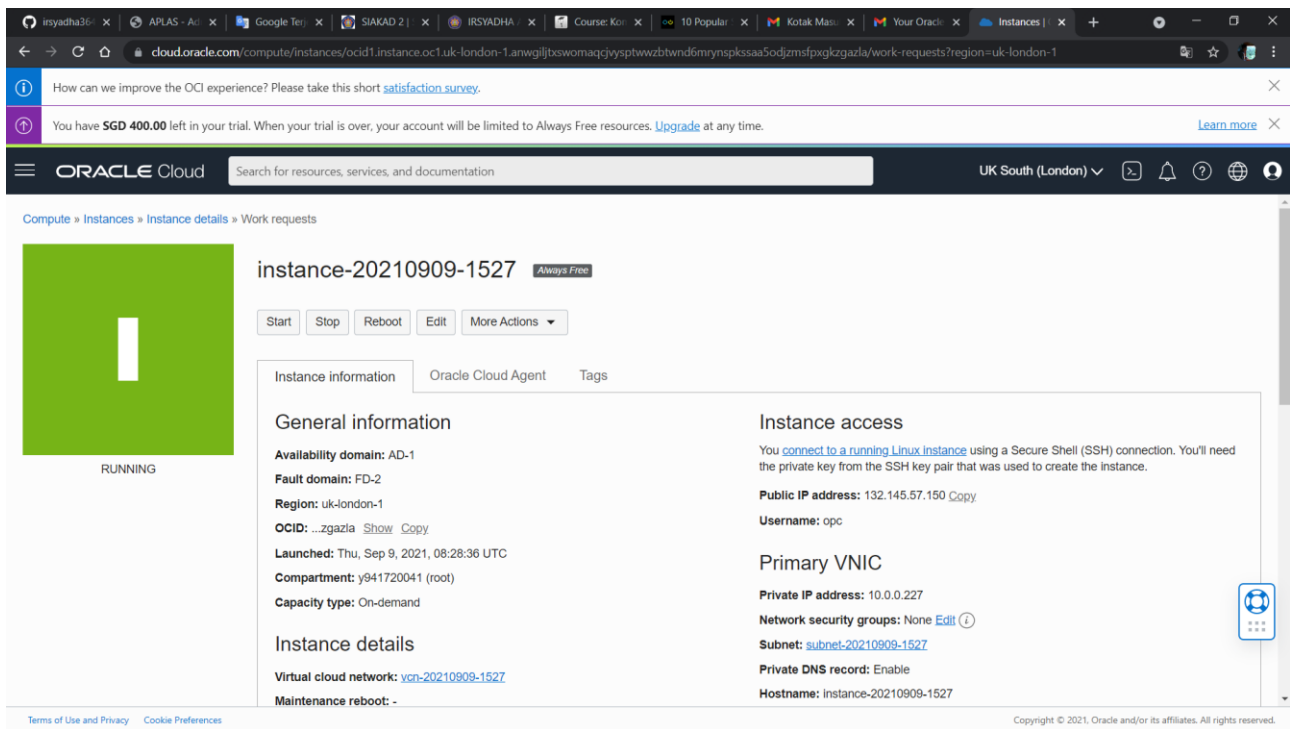 irsyadha364
APLAS - Ad
Google Terj
SIAKAD 2 |
IRSYADHA /
Course: Kon
10 Popular
Kotak Masu
Your Oracle
Instances |
cloud.oracle.com/compute/instances/ocid1.instance.oc1.uk-london-1.anwgiljtxswomaqcjvysptwwzbtwnd6mrynspkssaa5odjzmsfpxgkzgazla/work-requests?region=uk-london-1
How can we improve the OCI experience? Please take this short satisfaction survey.
You have SGD 400.00 left in your trial. When your trial is over, your account will be limited to Always Free resources. Upgrade at any time. Learn more
ORACLE Cloud
Search for resources, services, and documentation
UK South (London)
Compute » Instances » Instance details » Work requests
instance-20210909-1527 Always Free
Start Stop Reboot Edit More Actions
I
RUNNING
Instance information Oracle Cloud Agent Tags
General information
Availability domain: AD-1
Fault domain: FD-2
Region: uk-london-1
OCID: ...zgazla Show Copy
Launched: Thu, Sep 9, 2021, 08:28:36 UTC
Compartment: y941720041 (root)
Capacity type: On-demand
Instance details
Virtual cloud network: vcn-20210909-1527
Maintenance reboot: -
Instance access
You connect to a running Linux instance using a Secure Shell (SSH) connection. You'll need
the private key from the SSH key pair that was used to create the instance.
Public IP address: 132.145.57.150 Copy
Username: opc
Primary VNIC
Private IP address: 10.0.0.227
Network security groups: None Edit
Subnet: subnet-20210909-1527
Private DNS record: Enable
Hostname: instance-20210909-1527
Terms of Use and Privacy Cookie Preferences
Copyright © 2021, Oracle and/or its affiliates. All rights reserved.